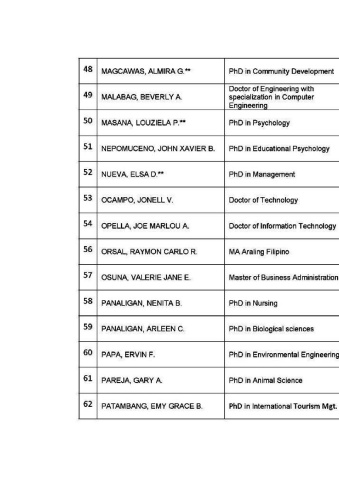 48 MAGCAWAS, ALMIRA G.** PhD in Community Development
49 MALABAG, BEVERLY A. Doctor of Engineering with
specialization in Computer
Engineering
50 MASANA, LOUZIELA P.** PhD in Psychology
51 NEPOMUCENO, JOHN XAVIER B. PhD in Educational Psychology
52 NUEVA, ELSA D.** PhD in Management
53 OCAMPO, JONELL V. Doctor of Technology
54 OPELLA, JOE MARLOU A. Doctor of Information Technology
56 ORSAL, RAYMON CARLO R. MA Araling Filipino
57 OSUNA, VALERIE JANE E. Master of Business Administration
58 PANALIGAN, NENITA B. PhD in Nursing
59 PANALIGAN, ARLEEN C. PhD in Biological sciences
60 PAPA, ERVIN F. PhD in Environmental Engineering
61 PAREJA, GARY A. PhD in Animal Science
62 PATAMBANG, EMY GRACE B. PhD in International Tourism Mgt.